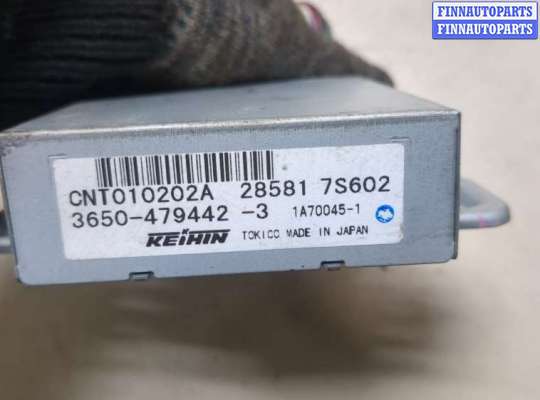 FINNAUTOPARTS
FINNAUTOPARTS
CNT010202A 28581 7S602
3650-479442-3 1A70045-1
KEIHIN TOKICO MADE IN JAPAN